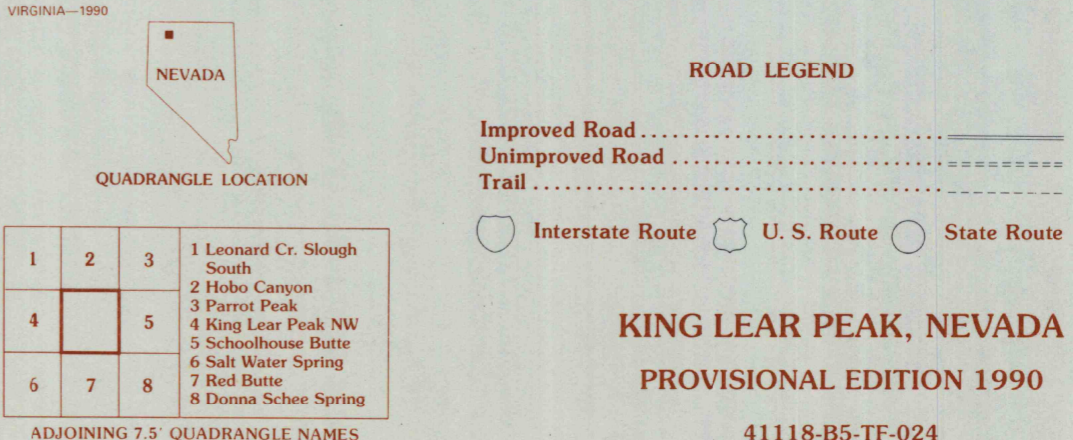 VIRGINIA—1990
NEVADA
QUADRANGLE LOCATION
ROAD LEGEND
Improved Road
Unimproved Road
Trail
Interstate Route
U. S. Route
State Route
1 2 3
4 5
6 7 8
1 Leonard Cr. Slough
South
2 Hobo Canyon
3 Parrot Peak
4 King Lear Peak NW
5 Schoolhouse Butte
6 Salt Water Spring
7 Red Butte
8 Donna Schee Spring
ADJOINING 7.5' QUADRANGLE NAMES
KING LEAR PEAK, NEVADA
PROVISIONAL EDITION 1990
41118-B5-TF-024